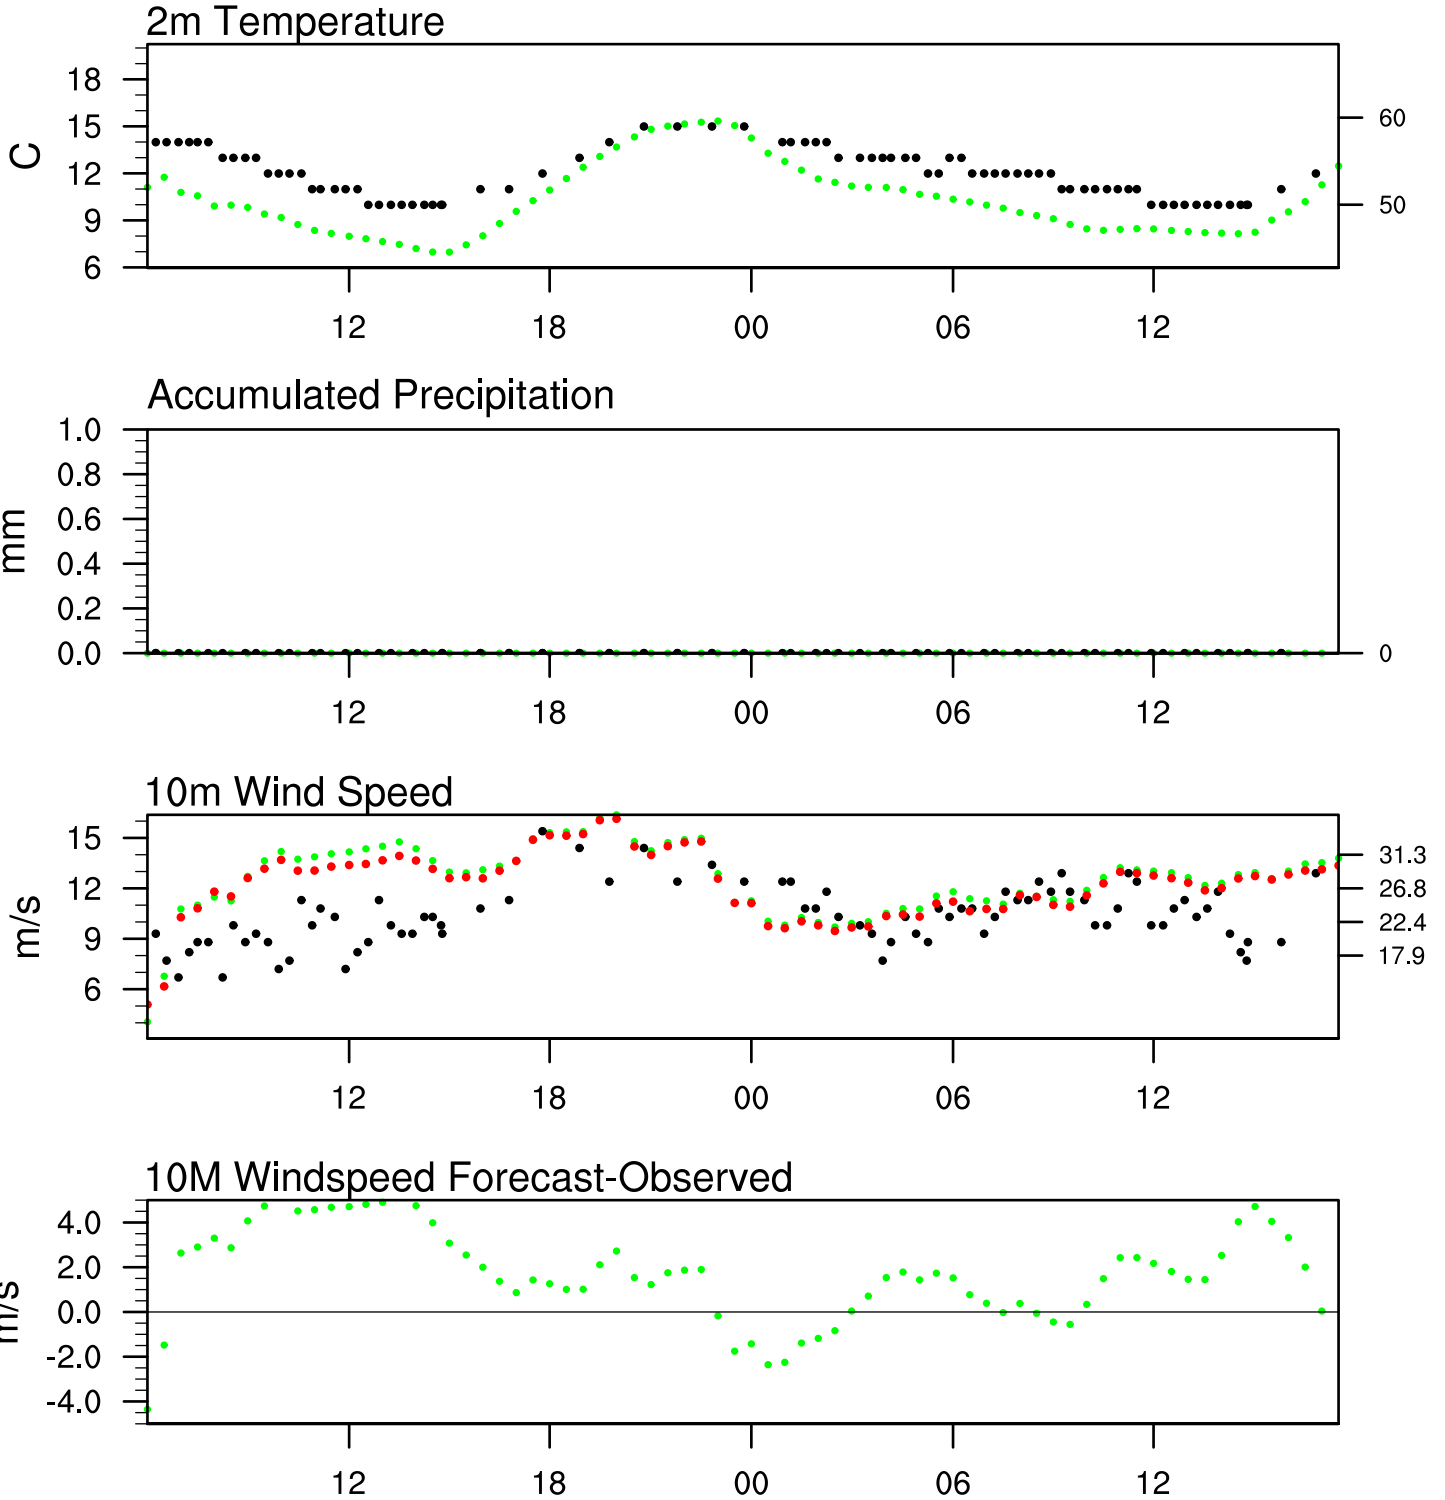 2m Temperature
18
15
12
9
6
C
60
50
12 18 00 06 12
Accumulated Precipitation
1.0
0.8
0.6
0.4
0.2
0.0
mm
0
12 18 00 06 12
10m Wind Speed
15
12
9
6
m/s
31.3
26.8
22.4
17.9
12 18 00 06 12
10M Windspeed Forecast-Observed
4.0
2.0
0.0
-2.0
-4.0
m/s
12 18 00 06 12